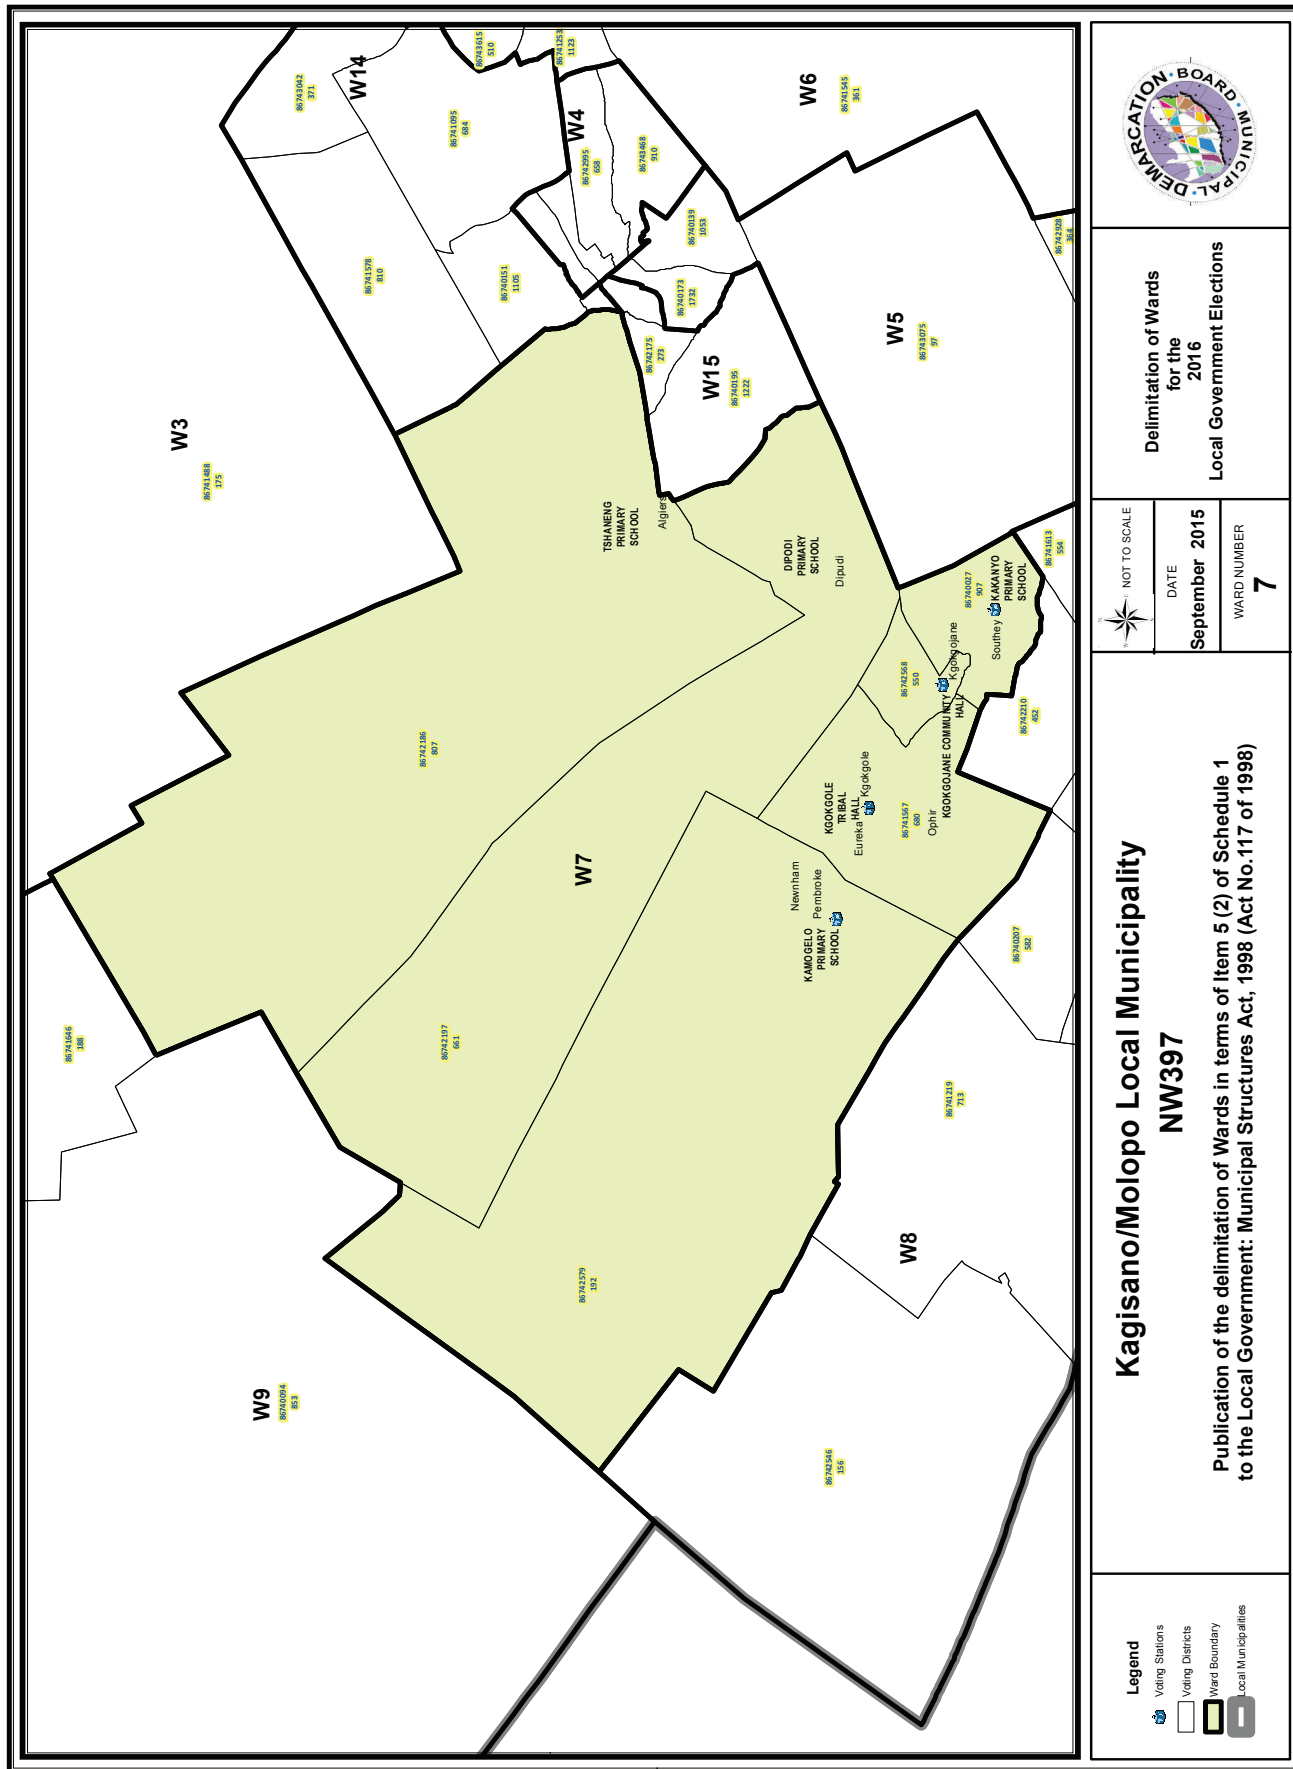 W3
86741488
175
W14
86743042
371
86741578
810
86741095
684
86743615
510
86741253
1123
86740151
1105
W4
86742995
658
86743468
910
W6
86741545
361
86740139
1053
86740173
1732
86742175
273
W15
86740195
1222
W5
86743075
97
86742928
364
86741613
554
86742210
452
86740207
582
W8
86741219
713
86742546
156
W9
86740094
853
86741646
188
W7
86742186
807
86742197
661
86742579
192
TSHANENG
PRIMARY
SCHOOL
Algiers
DIPODI
PRIMARY
SCHOOL
Dipudi
86740027
907
KAKANYO
PRIMARY
SCHOOL
Southey
86742568
550
Kgokgojane
KGOKGOJANE COMMUNITY
HALL
KGOKGOLE
TRIBAL
HALL
Eureka
Kgokgole
86741567
680
Ophir
Newnham
Pembroke
KAMOGELO
PRIMARY
SCHOOL
Legend
Voting Stations
Voting Districts
Ward Boundary
Local Municipalities
Kagisano/Molopo Local Municipality
NW397
Publication of the delimitation of Wards in terms of Item 5 (2) of Schedule 1
to the Local Government: Municipal Structures Act, 1998 (Act No.117 of 1998)
NOT TO SCALE
DATE
September 2015
WARD NUMBER
7
Delimitation of Wards
for the
2016
Local Government Elections
MUNICIPAL • DEMARCATION • BOARD